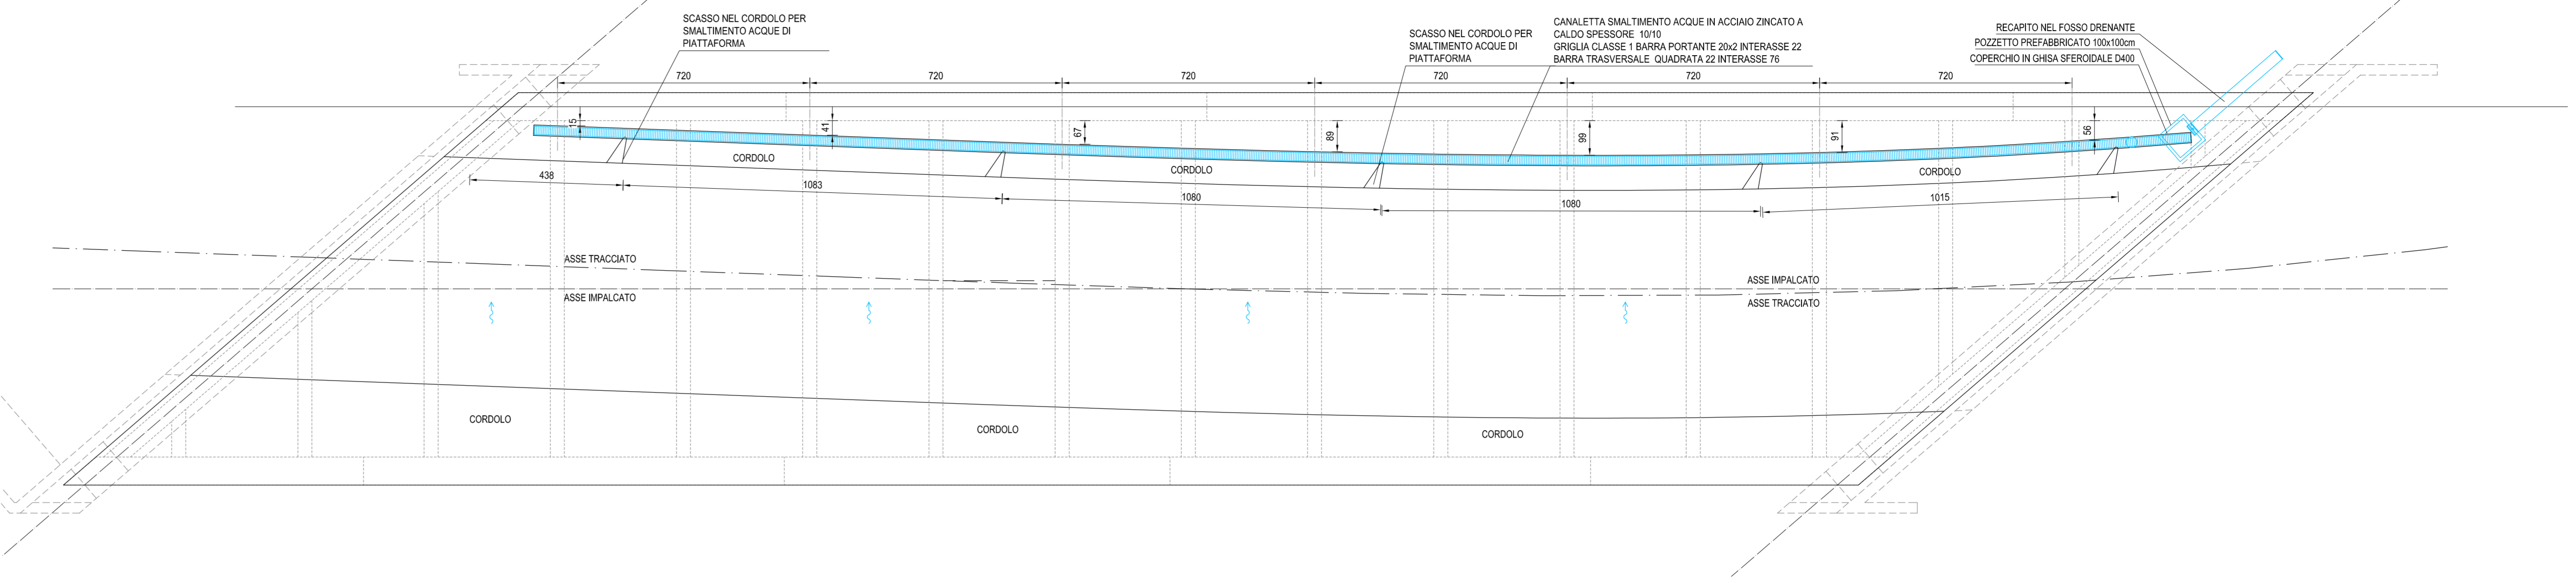 SCASSO NEL CORDOLO PER
SMALTIMENTO ACQUE DI
PIATTAFORMA
SCASSO NEL CORDOLO PER
SMALTIMENTO ACQUE DI
PIATTAFORMA
CANALETTA SMALTIMENTO ACQUE IN ACCIAIO ZINCATO A
CALDO SPESSORE 10/10
GRIGLIA CLASSE 1 BARRA PORTANTE 20x2 INTERASSE 22
BARRA TRASVERSALE QUADRATA 22 INTERASSE 76
RECAPITO NEL FOSSO DRENANTE
POZZETTO PREFABBRICATO 100x100cm
COPERCHIO IN GHISA SFEROIDALE D400
720
720
720
720
720
720
15
41
67
89
99
91
56
CORDOLO
CORDOLO
CORDOLO
438
1083
1080
1080
1015
ASSE TRACCIATO
ASSE IMPALCATO
ASSE IMPALCATO
ASSE TRACCIATO
CORDOLO
CORDOLO
CORDOLO